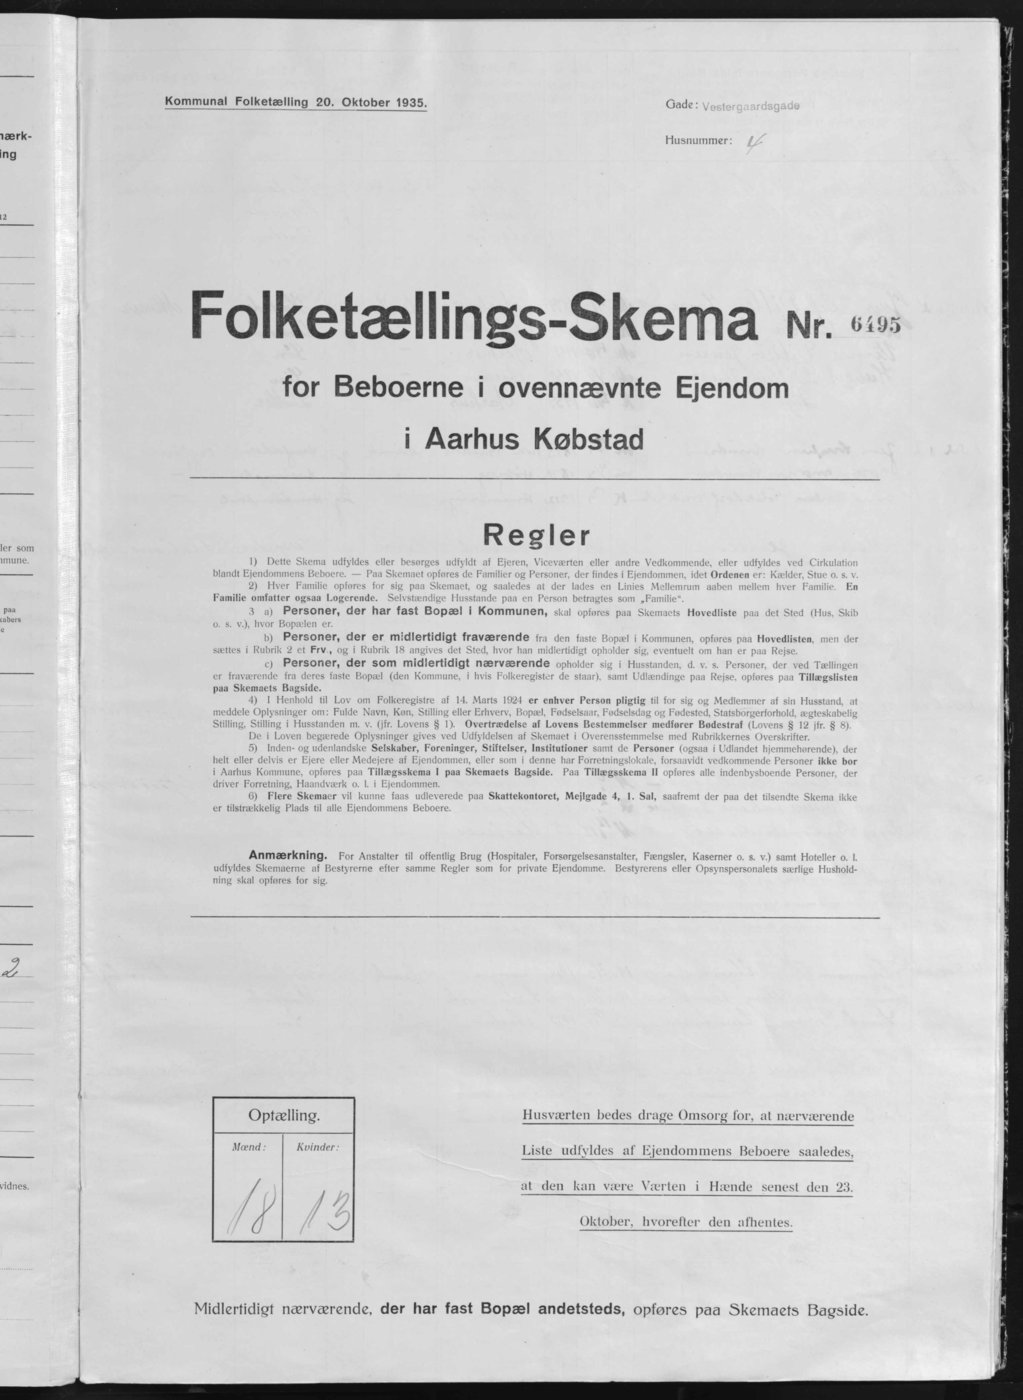 Kommunal Folketælling 20. Oktober 1935.
Gade: Vestergaardsgade
Husnummer: 4
Folketællings-Skema Nr. 6495
for Beboerne i ovennævnte Ejendom
i Aarhus Købstad
Regler
1) Dette Skema udfyldes eller besørges udfyldt af Ejeren, Viceværten eller andre Vedkommende, eller udfyldes ved Cirkulation
blandt Ejendommens Beboere. — Paa Skemaet opføres de Familier og Personer, der findes i Ejendommen, idet Ordenen er: Kælder, Stue o. s. v.
2) Hver Familie opføres for sig paa Skemaet, og saaledes at der lades en Linies Mellemrum aaben mellem hver Familie. En
Familie omfatter ogsaa Logerende. Selvstændige Husstande paa en Person betragtes som „Familie“.
3 a) Personer, der har fast Bopæl i Kommunen, skal opføres paa Skemaets Hovedliste paa det Sted (Hus, Skib
o. s. v.), hvor Bopælen er.
b) Personer, der er midlertidigt fraværende fra den faste Bopæl i Kommunen, opføres paa Hovedlisten, men der
sættes i Rubrik 2 et Frv., og i Rubrik 18 angives det Sted, hvor han midlertidigt opholder sig, eventuelt om han er paa Rejse.
c) Personer, der som midlertidigt nærværende opholder sig i Husstanden, d. v. s. Personer, der ved Tællingen
er fraværende fra deres faste Bopæl (den Kommune, i hvis Folkeregister de staar), samt Udlændinge paa Rejse, opføres paa Tillægslisten
paa Skemaets Bagside.
4) I Henhold til Lov om Folkeregistre af 14. Marts 1924 er enhver Person pligtig til for sig og Medlemmer af sin Husstand, at
meddele Oplysninger om: Fulde Navn, Køn, Stilling eller Erhverv, Bopæl, Fødselsaar, Fødselsdag og Fødested, Statsborgerforhold, ægteskabelig
Stilling, Stilling i Husstanden m. v. (jfr. Lovens § 1). Overtrædelse af Lovens Bestemmelser medfører Bødestraf (Lovens § 12 jfr. § 8).
De i Loven begærede Oplysninger gives ved Udfyldelsen af Skemaet i Overensstemmelse med Rubrikkernes Overskrifter.
5) Inden- og udenlandske Selskaber, Foreninger, Stiftelser, Institutioner samt de Personer (ogsaa i Udlandet hjemmehørende), der
helt eller delvis er Ejere eller Medejere af Ejendommen, eller som i denne har Forretningslokale, forsaavidt vedkommende Personer ikke bor
i Aarhus Kommune, opføres paa Tillægsskema I paa Skemaets Bagside. Paa Tillægsskema II opføres alle indenbysboende Personer, der
driver Forretning, Haandværk o. l. i Ejendommen.
6) Flere Skemaer vil kunne faas udleverede paa Skattekontoret, Mejlgade 4, 1. Sal, saafremt der paa det tilsendte Skema ikke
er tilstrækkelig Plads til alle Ejendommens Beboere.
Anmærkning. For Anstalter til offentlig Brug (Hospitaler, Forsørgelsesanstalter, Fængsler, Kaserner o. s. v.) samt Hoteller o. l.
udfyldes Skemaerne af Bestyrerne efter samme Regler som for private Ejendomme. Bestyrerens eller Opsynspersonalets særlige Hushold-
ning skal opføres for sig.
Optælling.
Mænd: Kvinder:
18 13
Husværten bedes drage Omsorg for, at nærværende
Liste udfyldes af Ejendommens Beboere saaledes,
at den kan være Værten i Hænde senest den 23.
Oktober, hvorefter den afhentes.
Midlertidigt nærværende, der har fast Bopæl andetsteds, opføres paa Skemaets Bagside.